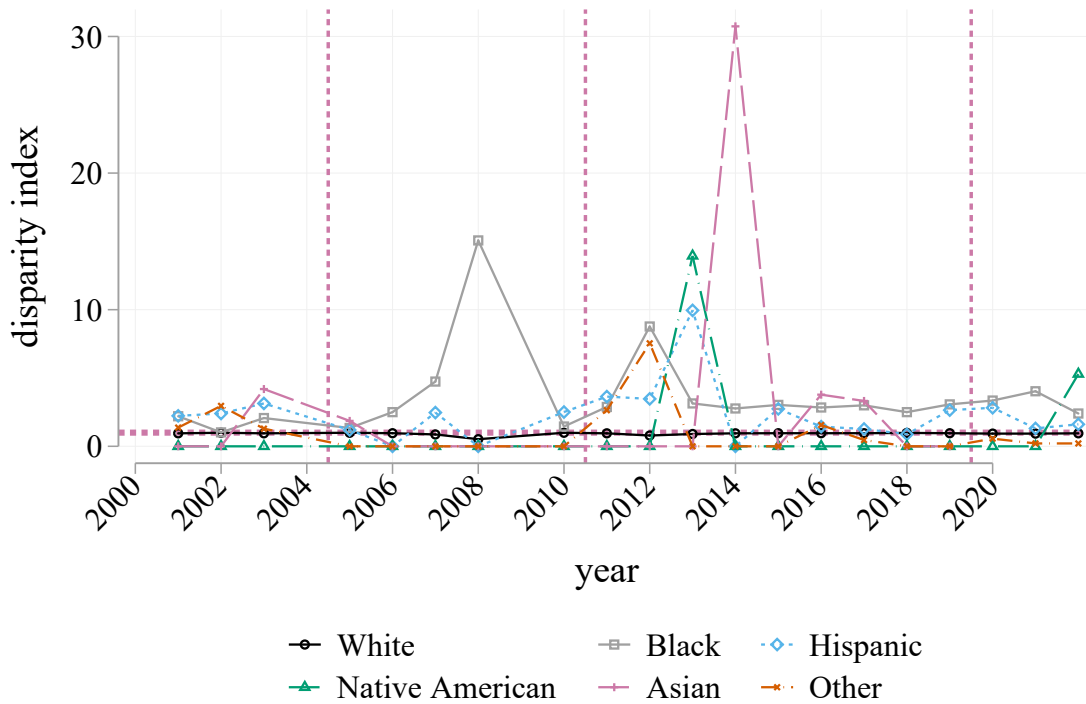 disparity index
30
20
10
0
2000 2002 2004 2006 2008 2010 2012 2014 2016 2018 2020
year
White Black Hispanic
Native American Asian Other